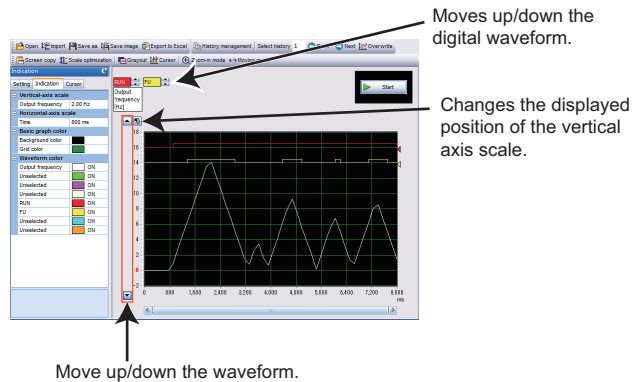 Moves up/down the
digital waveform.
Open Import Save as Save image Export to Excel History management Select history 1 Next Overwrite
Screen copy Scale optimization Grayout Cursor Zoom-in mode
Indication
Setting Indication Cursor
Vertical-axis scale
Output frequency 2.00 Hz
Horizontal-axis scale
Time 800 ms
Basic graph color
Background color
Grid color
Waveform color
Output frequency ON
Unselected ON
Unselected ON
Unselected ON
RUN ON
FU ON
Unselected ON
Unselected ON
RUN FU
Output
frequency
[Hz]
Start
Changes the displayed
position of the vertical
axis scale.
18
16
14
12
10
8
6
4
2
0
-2
0 800 1,600 2,400 3,200 4,000 4,800 5,600 6,400 7,200 8,000
ms
Move up/down the waveform.